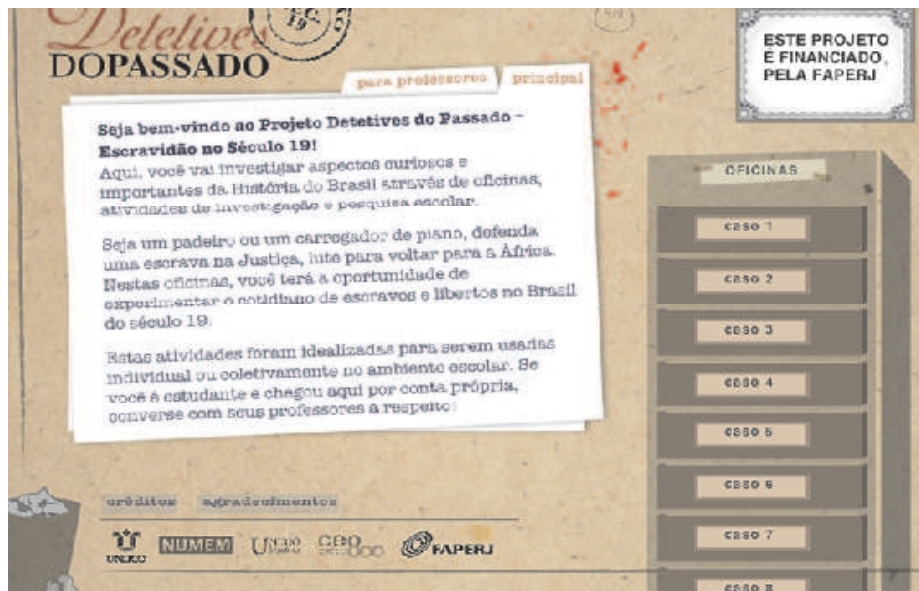 Detetives
DOPASSADO
19
ESTE PROJETO
É FINANCIADO
PELA FAPERJ
para professores
principal
Seja bem-vindo ao Projeto Detetives do Passado –
Escravidão no Século 19!
Aqui, você vai investigar aspectos curiosos e
importantes da História do Brasil através de oficinas,
atividades de investigação e pesquisa escolar.
Seja um padeiro ou um carregador de piano, defenda
uma escrava na Justiça, lute para voltar para a África.
Nestas oficinas, você terá a oportunidade de
experimentar o cotidiano de escravos e libertos no Brasil
do século 19.
Estas atividades foram idealizadas para serem usadas
individual ou coletivamente no ambiente escolar. Se
você é estudante e chegou aqui por conta própria,
converse com seus professores a respeito.
OFICINAS
caso 1
caso 2
caso 3
caso 4
caso 5
caso 6
caso 7
caso 8
créditos
agradecimentos
NUMEM
FAPERJ